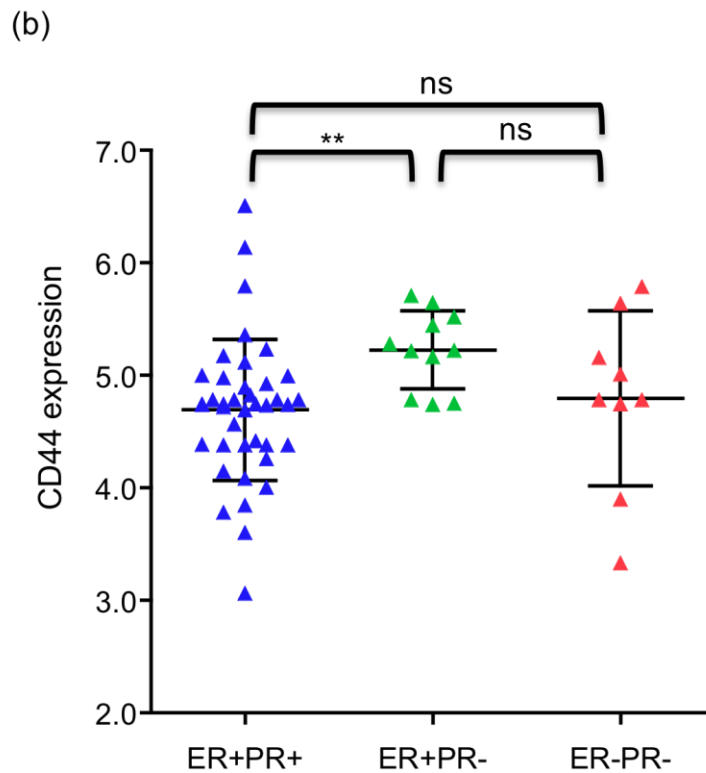 (b)
ns
**
ns
7.0
6.0
5.0
4.0
3.0
2.0
CD44 expression
ER+PR+
ER+PR-
ER-PR-